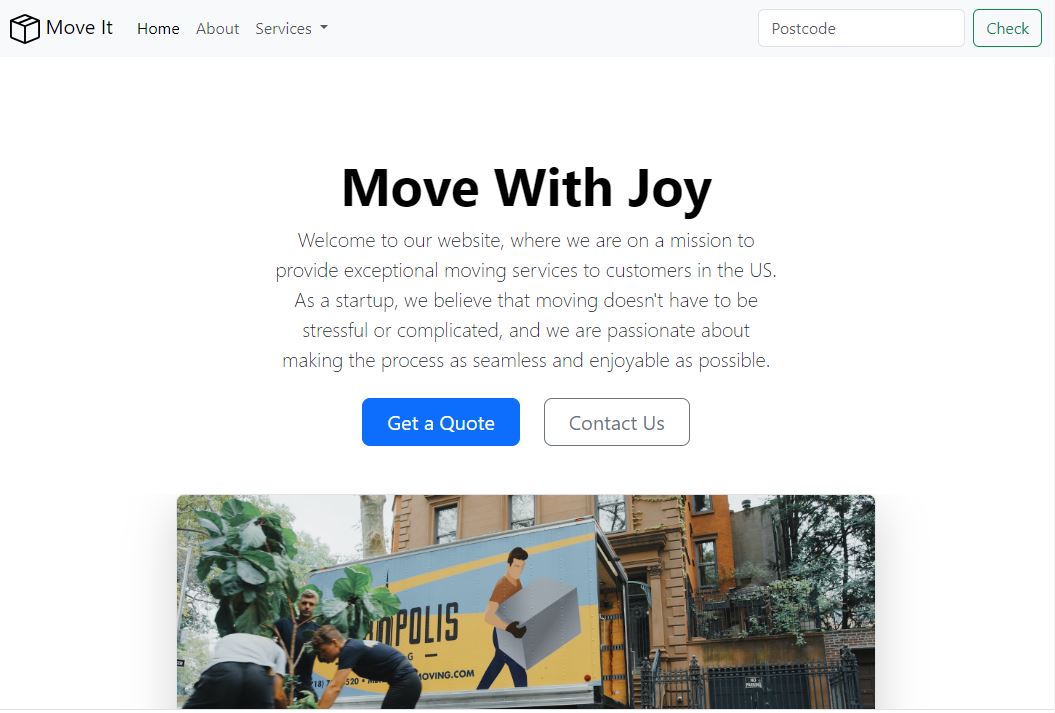 Move It
Home
About
Services
Postcode
Check
Move With Joy
Welcome to our website, where we are on a mission to
provide exceptional moving services to customers in the US.
As a startup, we believe that moving doesn't have to be
stressful or complicated, and we are passionate about
making the process as seamless and enjoyable as possible.
Get a Quote
Contact Us
OPOLIS
G
MOVING.COM
NO
PARKING